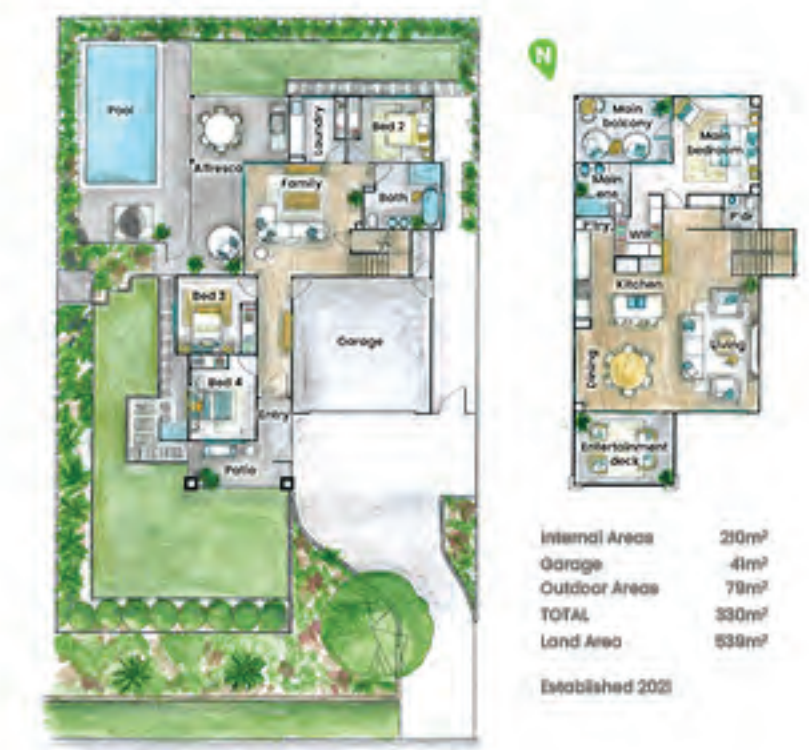 Pool
Alfresco
Laundry
Bed 2
Family
Bath
Bed 3
Garage
Bed 4
Entry
Patio
N
Main
balcony
Main
bedroom
Main
ens
P'dr
P'try
WIR
Kitchen
Living
Dining
Entertainment
deck
Internal Areas 210m²
Garage 41m²
Outdoor Areas 79m²
TOTAL 330m²
Land Area 539m²
Established 2021